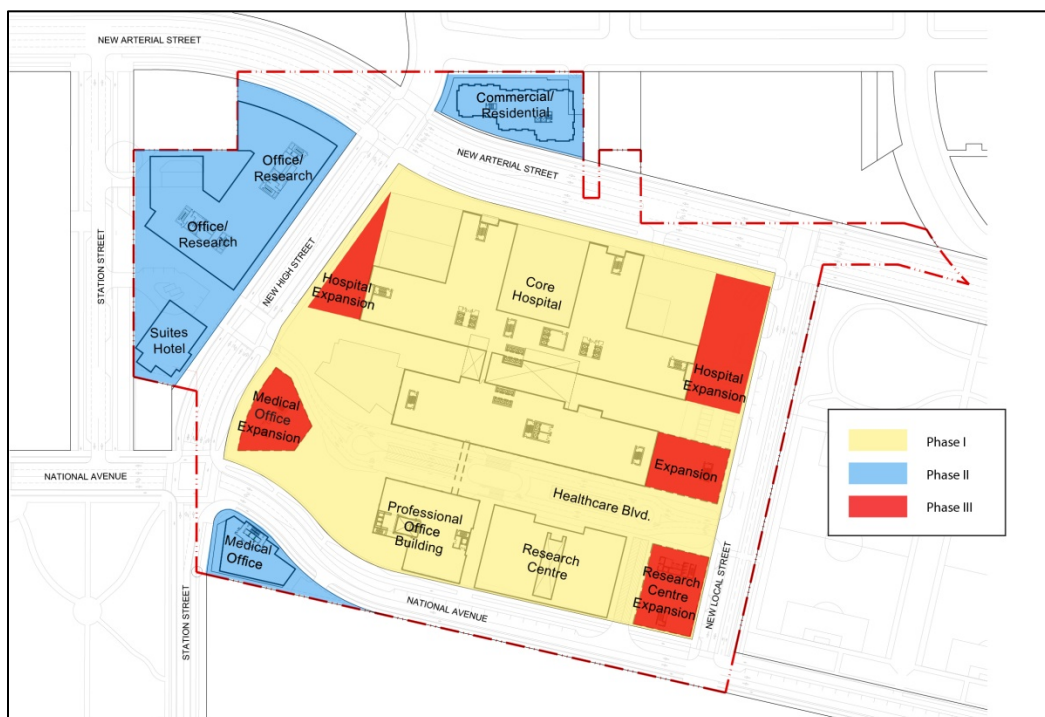 NEW ARTERIAL STREET
Commercial/
Residential
Office/
Research
NEW ARTERIAL STREET
Office/
Research
STATION STREET
NEW HIGH STREET
Hospital
Expansion
Core
Hospital
Suites
Hotel
Hospital
Expansion
Medical
Office
Expansion
Phase I
Phase II
Phase III
NATIONAL AVENUE
Expansion
Healthcare Blvd.
Professional
Office
Building
Medical
Office
Research
Centre
Research
Centre
Expansion
NEW LOCAL STREET
NATIONAL AVENUE
STATION STREET